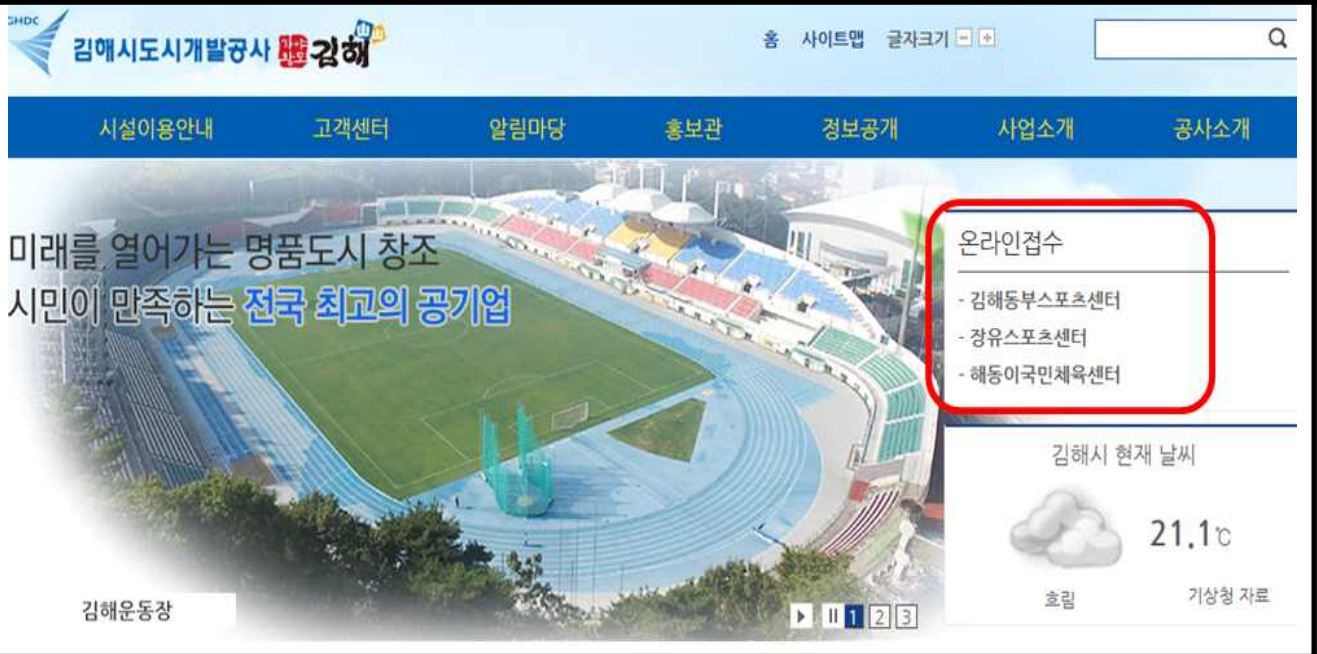 GHDC
김해시도시개발공사 가야왕도 김해
홈 사이트맵 글자크기 - +
시설이용안내 고객센터 알림마당 홍보관 정보공개 사업소개 공사소개
미래를 열어가는 명품도시 창조
시민이 만족하는 전국 최고의 공기업
온라인접수
- 김해동부스포츠센터
- 장유스포츠센터
- 해동이국민체육센터
김해시 현재 날씨
21.1℃
흐림 기상청 자료
김해운동장
1 2 3